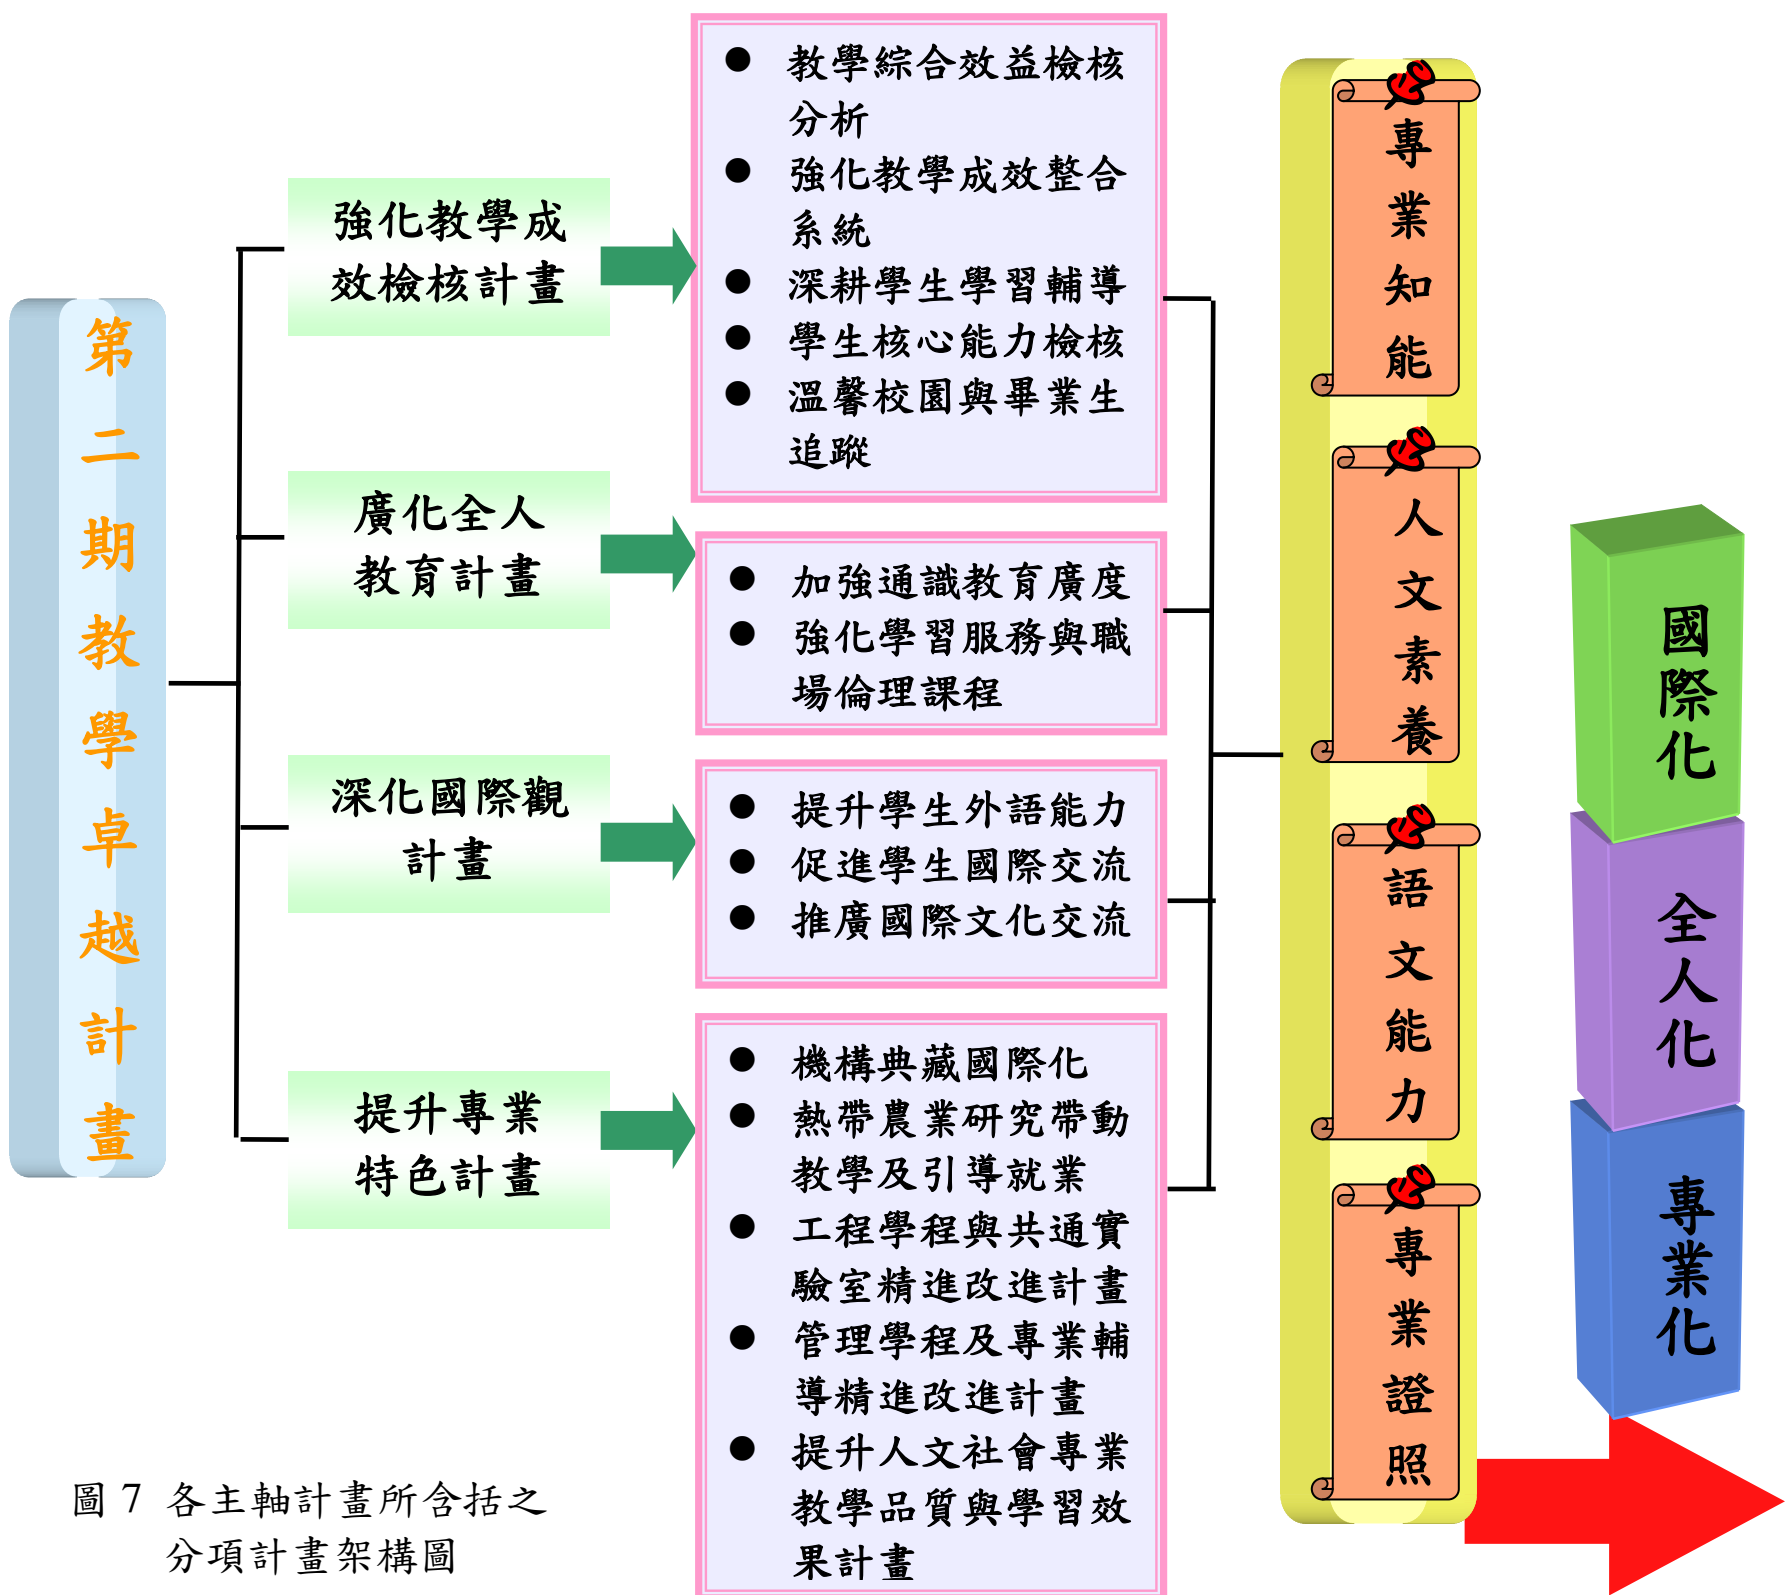 第二期教學卓越計畫
強化教學成
效檢核計畫
廣化全人
教育計畫
深化國際觀
計畫
提升專業
特色計畫
● 教學綜合效益檢核
分析
● 強化教學成效整合
系統
● 深耕學生學習輔導
● 學生核心能力檢核
● 溫馨校園與畢業生
追蹤
● 加強通識教育廣度
● 強化學習服務與職
場倫理課程
● 提升學生外語能力
● 促進學生國際交流
● 推廣國際文化交流
● 機構典藏國際化
● 熱帶農業研究帶動
教學及引導就業
● 工程學程與共通實
驗室精進改進計畫
● 管理學程及專業輔
導精進改進計畫
● 提升人文社會專業
教學品質與學習效
果計畫
專業知能
人文素養
語文能力
專業證照
國際化
全人化
專業化
圖 7 各主軸計畫所含括之
分項計畫架構圖